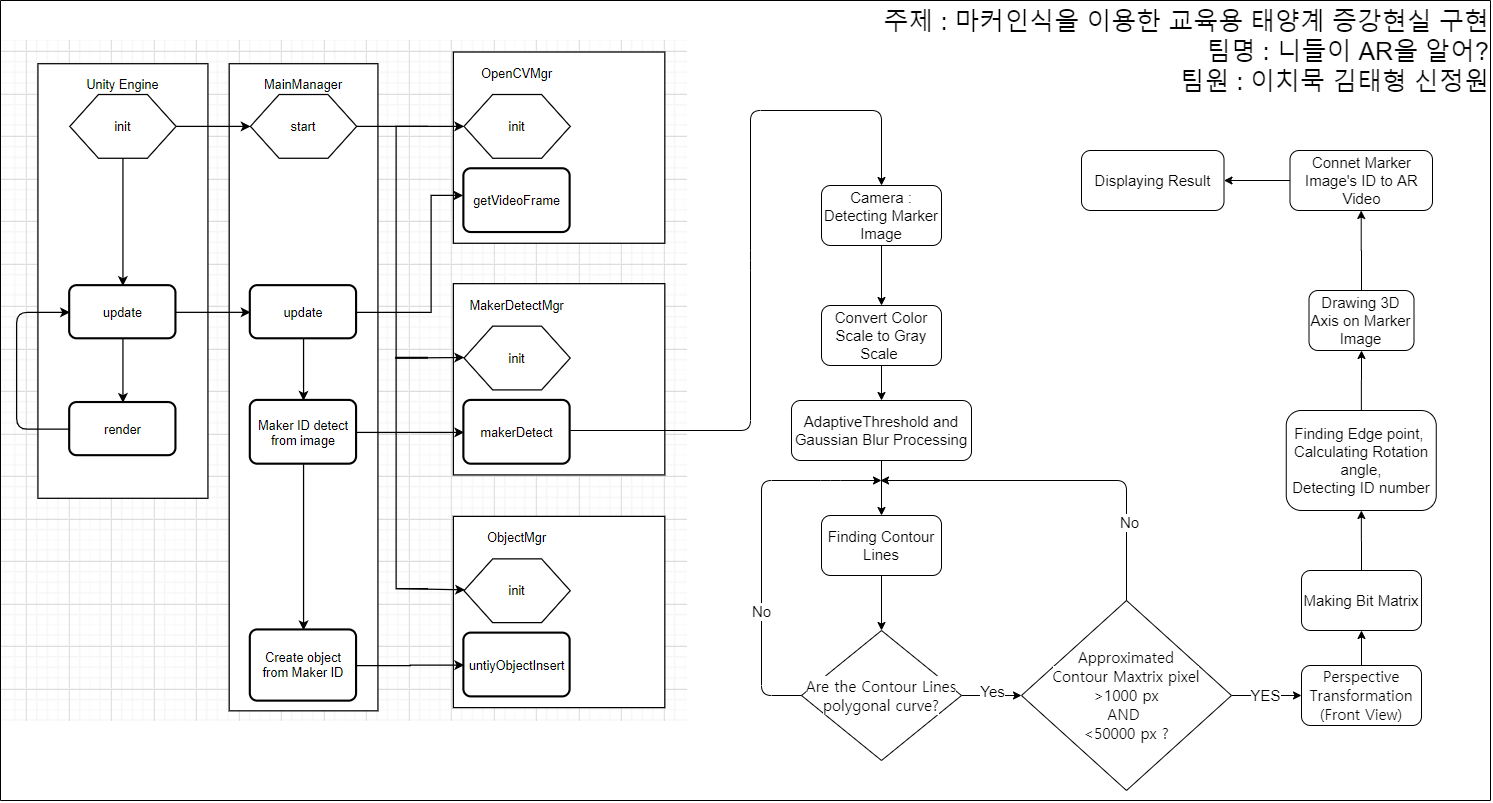 주제 : 마커인식을 이용한 교육용 태양계 증강현실 구현
팀명 : 니들이 AR을 알어?
팀원 : 이치묵 김태형 신정원
Unity Engine
init
update
render
MainManager
start
update
Maker ID detect
from image
Create object
from Maker ID
OpenCVMgr
init
getVideoFrame
MakerDetectMgr
init
makerDetect
ObjectMgr
init
untiyObjectInsert
Camera :
Detecting Marker
Image
Convert Color
Scale to Gray
Scale
AdaptiveThreshold and
Gaussian Blur Processing
Finding Contour
Lines
No
Are the Contour Lines
polygonal curve?
Yes
No
Approximated
Contour Maxtrix pixel
>1000 px
AND
<50000 px ?
YES
Perspective
Transformation
(Front View)
Making Bit Matrix
Finding Edge point,
Calculating Rotation
angle,
Detecting ID number
Drawing 3D
Axis on Marker
Image
Connet Marker
Image's ID to AR
Video
Displaying Result